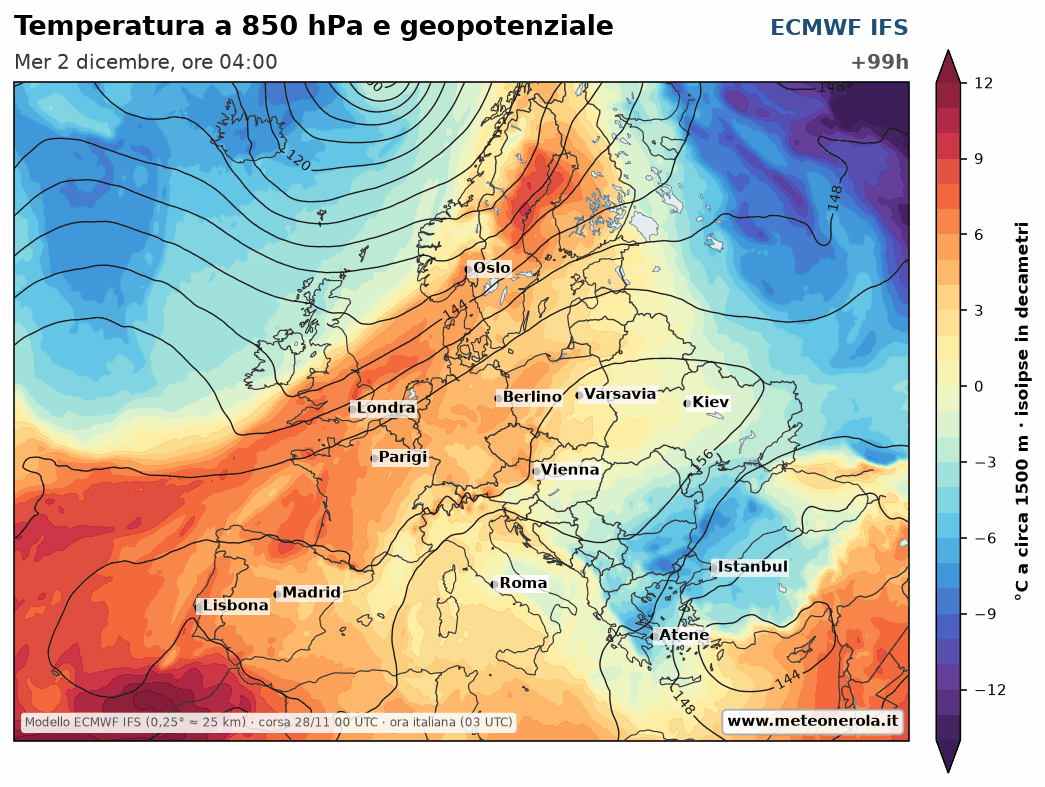 Temperatura a 850 hPa e geopotenziale
ECMWF IFS
Mer 2 dicembre, ore 04:00
+99h
148
120
148
Oslo
144
Berlino
Varsavia
Kiev
Londra
Parigi
156
Vienna
Istanbul
Roma
Madrid
Lisbona
Atene
144
148
Modello ECMWF IFS (0,25° ≈ 25 km) · corsa 28/11 00 UTC · ora italiana (03 UTC)
www.meteonerola.it
12
9
6
3
0
−3
−6
−9
−12
°C a circa 1500 m · isoipse in decametri